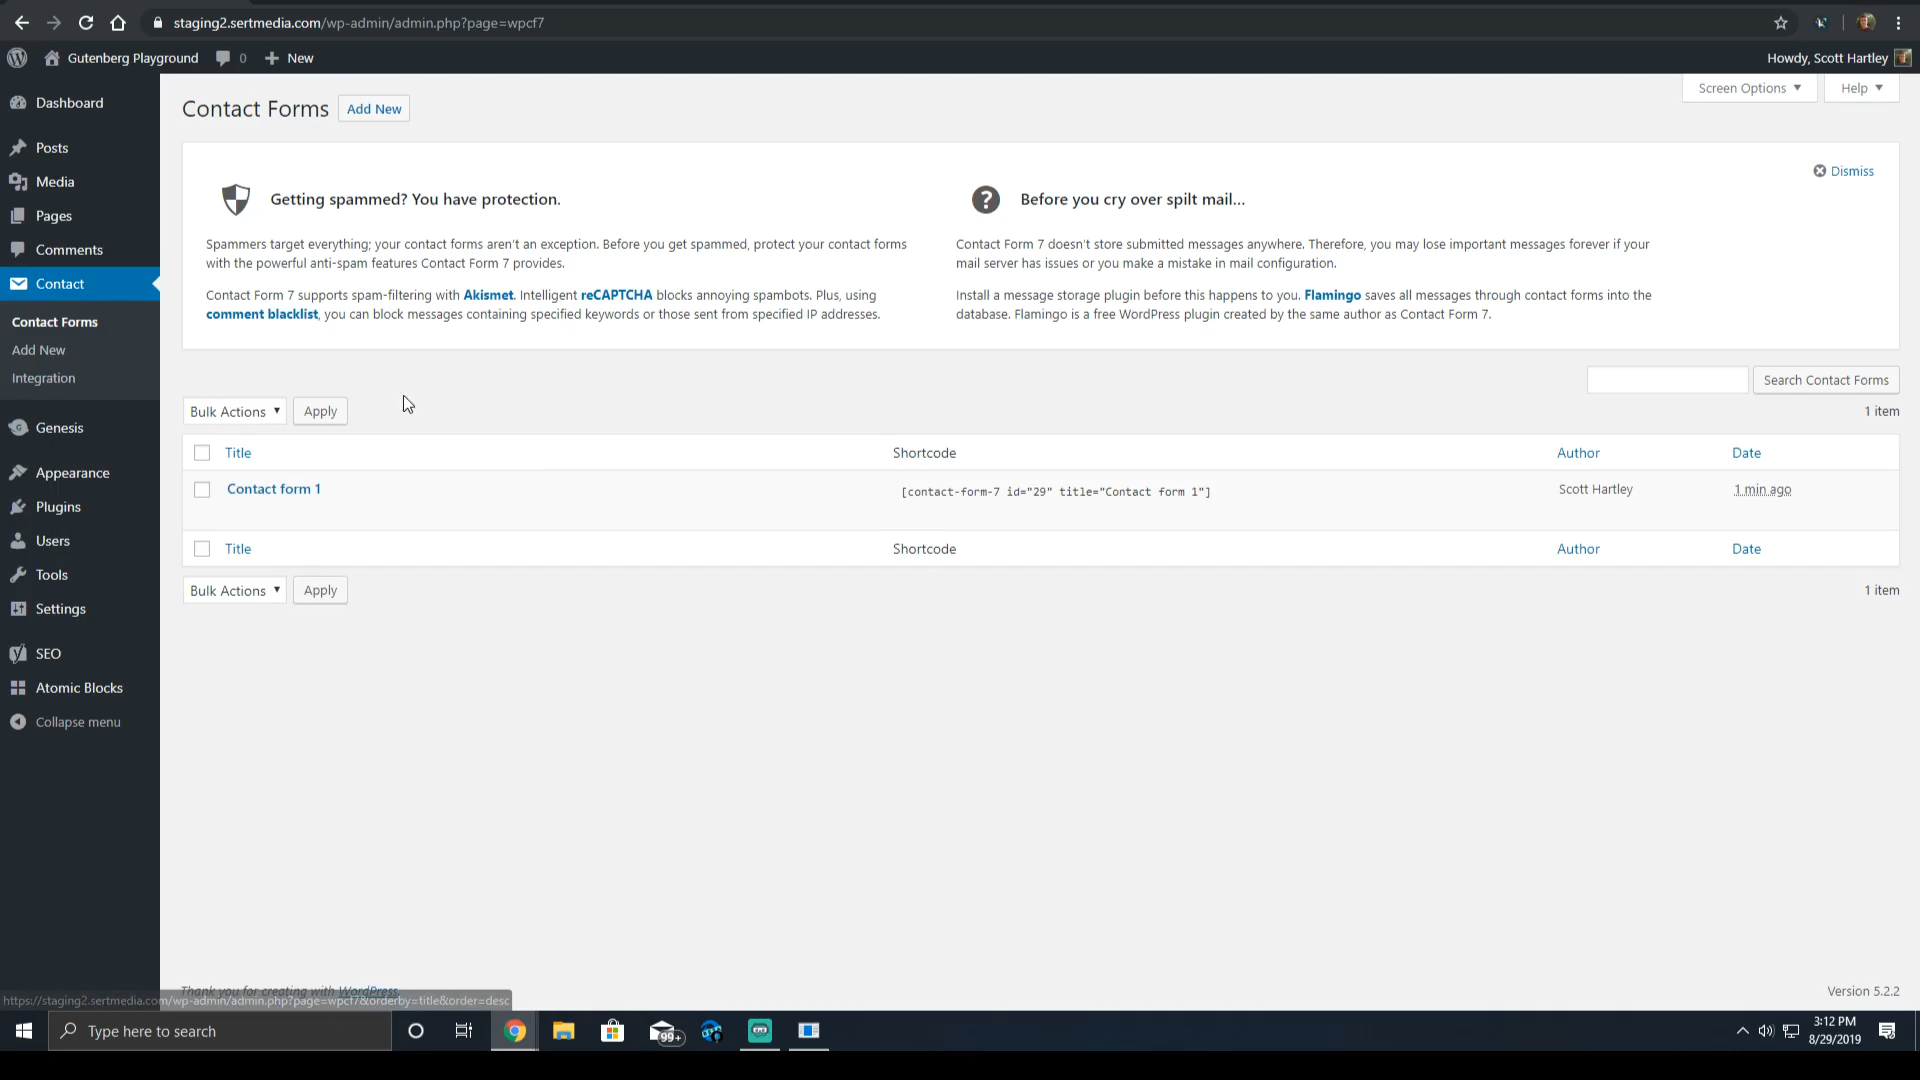 staging2.sertmedia.com/wp-admin/admin.php?page=wpcf7
Gutenberg Playground
0
New
Howdy, Scott Hartley
Dashboard
Posts
Media
Pages
Comments
Contact
Contact Forms
Add New
Integration
Genesis
Appearance
Plugins
Users
Tools
Settings
SEO
Atomic Blocks
Collapse menu
Contact Forms
Add New
Screen Options
Help
Dismiss
Getting spammed? You have protection.
Spammers target everything; your contact forms aren't an exception. Before you get spammed, protect your contact forms
with the powerful anti-spam features Contact Form 7 provides.
Contact Form 7 supports spam-filtering with Akismet. Intelligent reCAPTCHA blocks annoying spambots. Plus, using
comment blacklist, you can block messages containing specified keywords or those sent from specified IP addresses.
Before you cry over spilt mail...
Contact Form 7 doesn't store submitted messages anywhere. Therefore, you may lose important messages forever if your
mail server has issues or you make a mistake in mail configuration.
Install a message storage plugin before this happens to you. Flamingo saves all messages through contact forms into the
database. Flamingo is a free WordPress plugin created by the same author as Contact Form 7.
Search Contact Forms
Bulk Actions
Apply
1 item
Title
Shortcode
Author
Date
Contact form 1
[contact-form-7 id="29" title="Contact form 1"]
Scott Hartley
1 min ago
Title
Shortcode
Author
Date
Bulk Actions
Apply
1 item
Thank you for creating with WordPress.
Version 5.2.2
https://staging2.sertmedia.com/wp-admin/admin.php?page=wpcf7&orderby=title&order=desc
Type here to search
99+
3:12 PM
8/29/2019